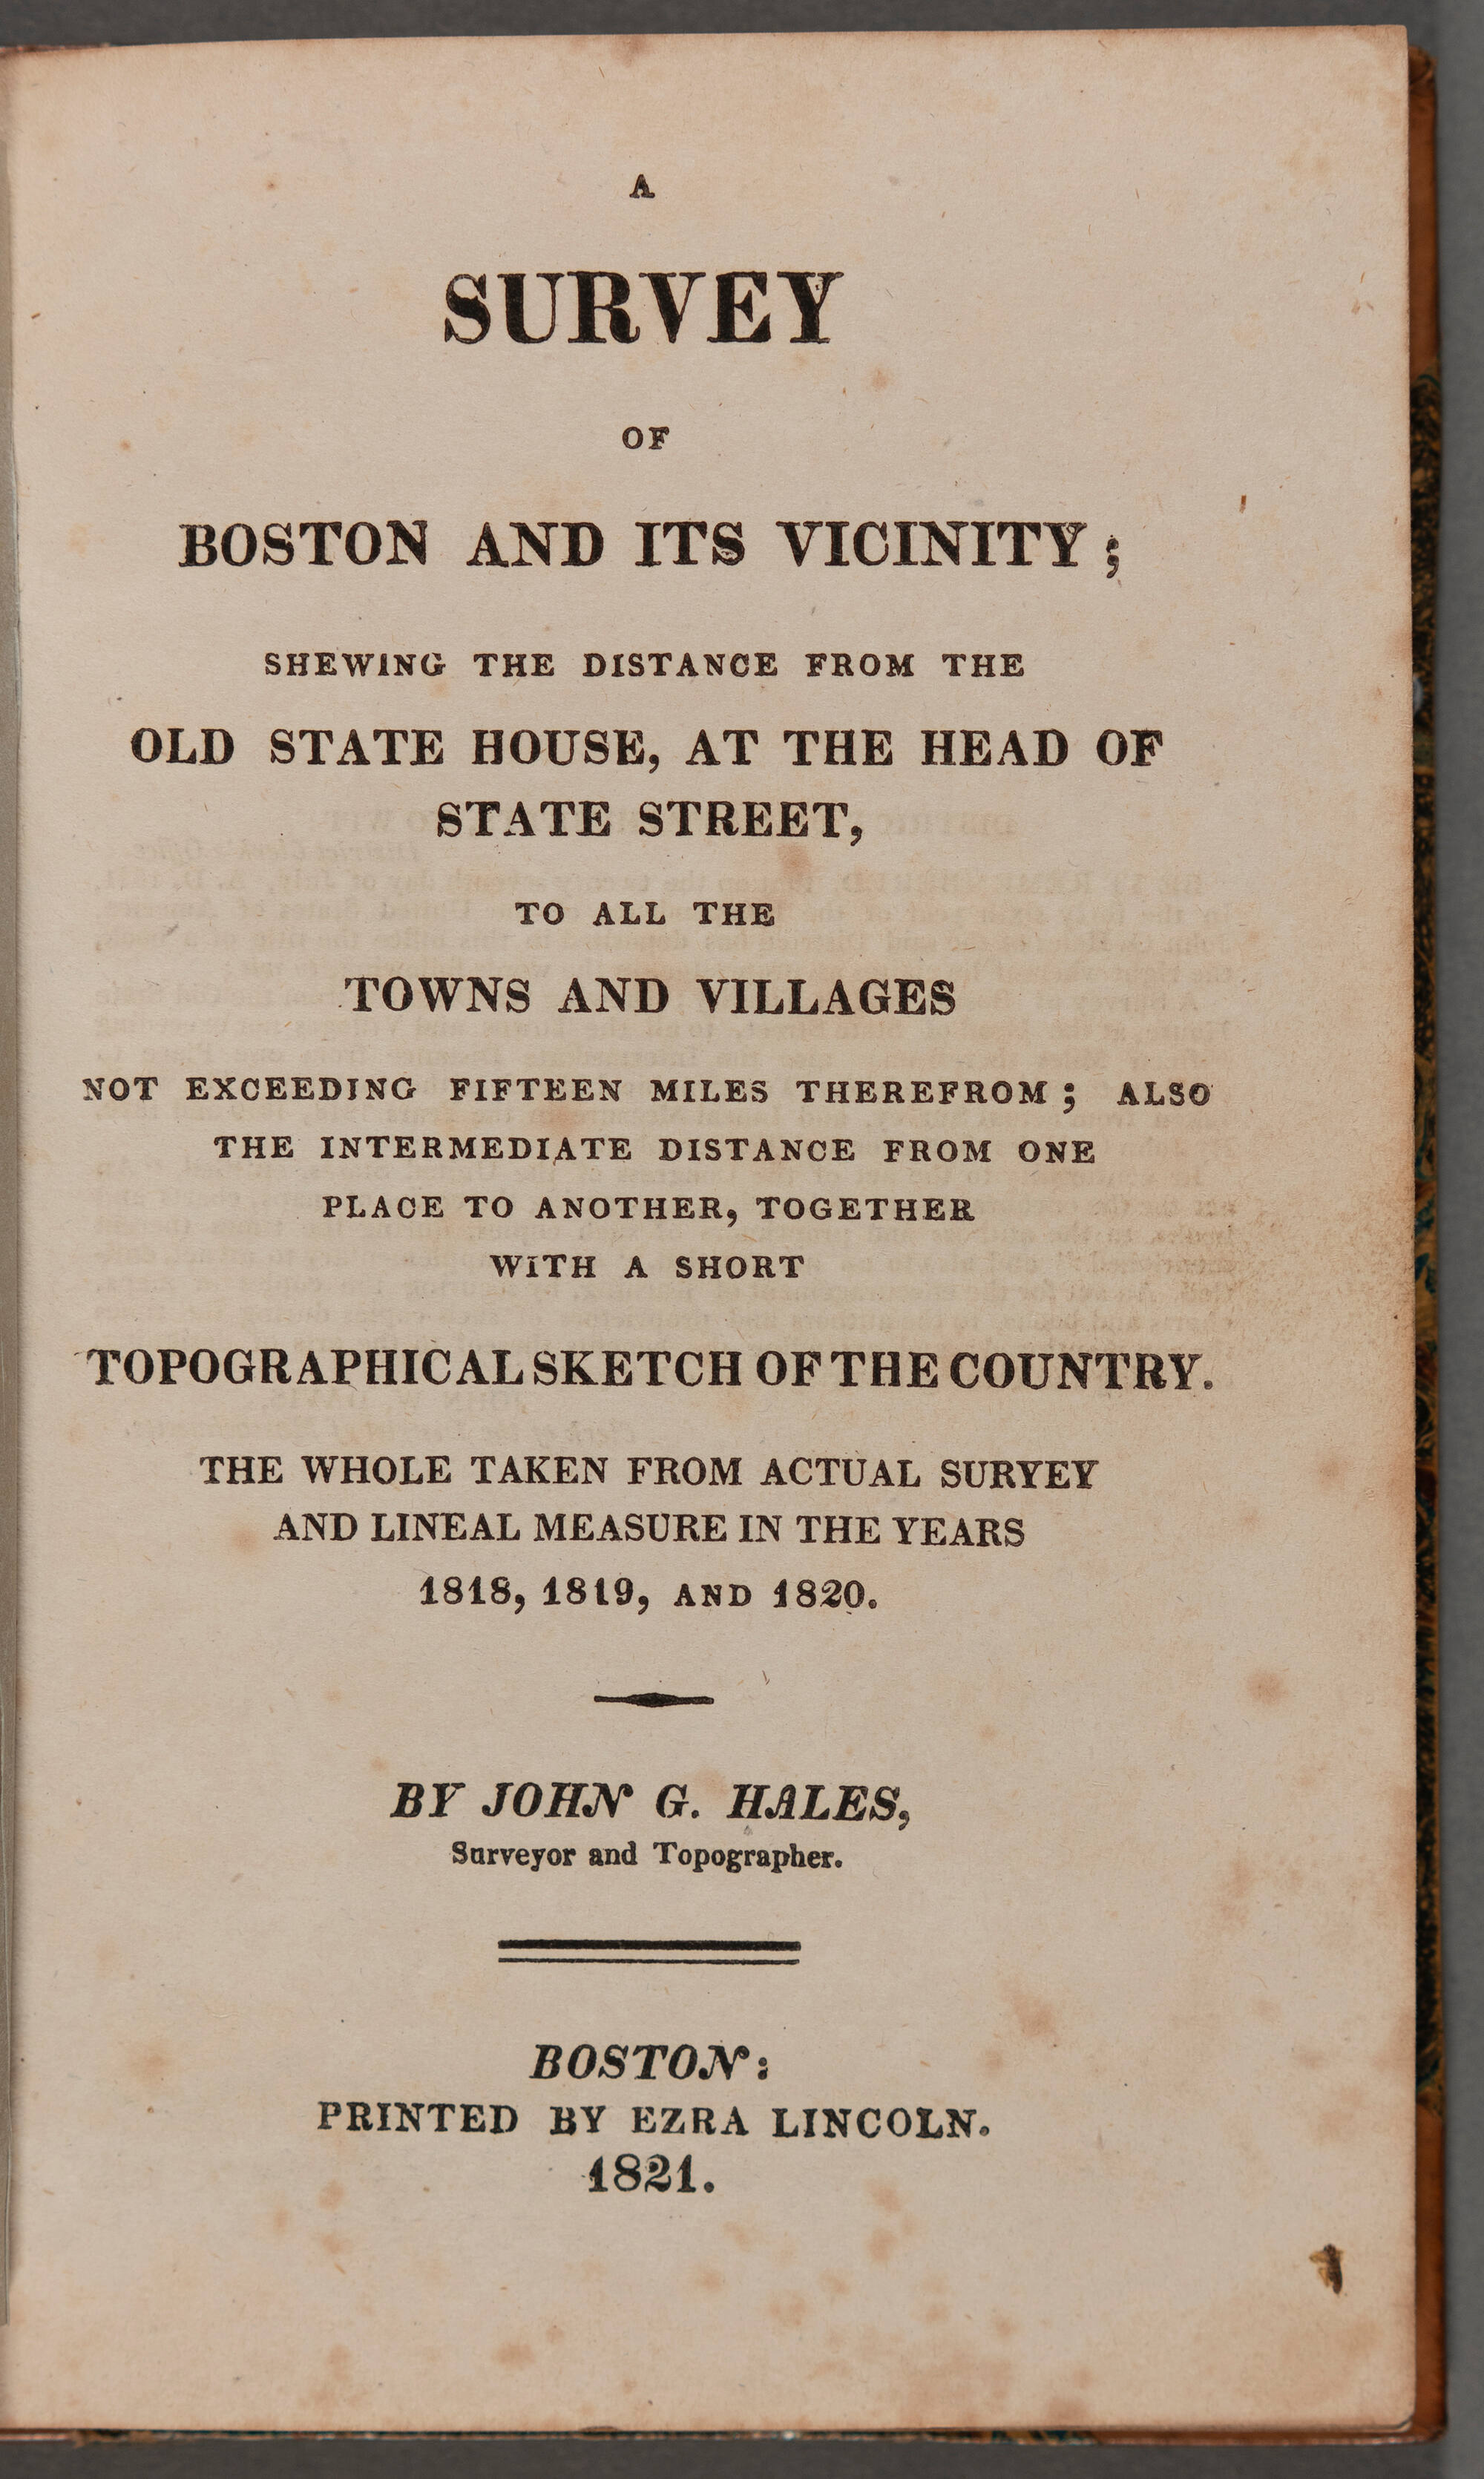 A
SURVEY
OF
BOSTON AND ITS VICINITY;
SHEWING THE DISTANCE FROM THE
OLD STATE HOUSE, AT THE HEAD OF
STATE STREET,
TO ALL THE
TOWNS AND VILLAGES
NOT EXCEEDING FIFTEEN MILES THEREFROM; ALSO
THE INTERMEDIATE DISTANCE FROM ONE
PLACE TO ANOTHER, TOGETHER
WITH A SHORT
TOPOGRAPHICAL SKETCH OF THE COUNTRY.
THE WHOLE TAKEN FROM ACTUAL SURYEY
AND LINEAL MEASURE IN THE YEARS
1818, 1819, AND 1820.
BY JOHN G. HALES,
Surveyor and Topographer.
BOSTON:
PRINTED BY EZRA LINCOLN.
1821.